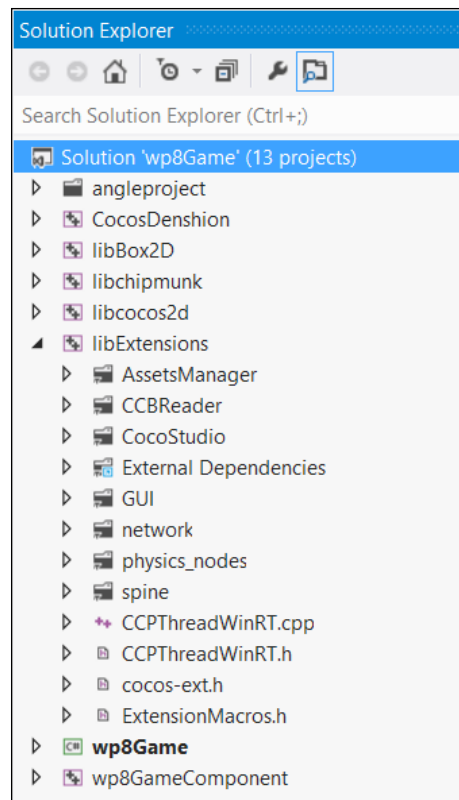 Solution Explorer
Search Solution Explorer (Ctrl+;)
Solution 'wp8Game' (13 projects)
angleproject
CocosDenshion
libBox2D
libchipmunk
libcocos2d
libExtensions
AssetsManager
CCBReader
CocoStudio
External Dependencies
GUI
network
physics_nodes
spine
CCPThreadWinRT.cpp
CCPThreadWinRT.h
cocos-ext.h
ExtensionMacros.h
wp8Game
wp8GameComponent